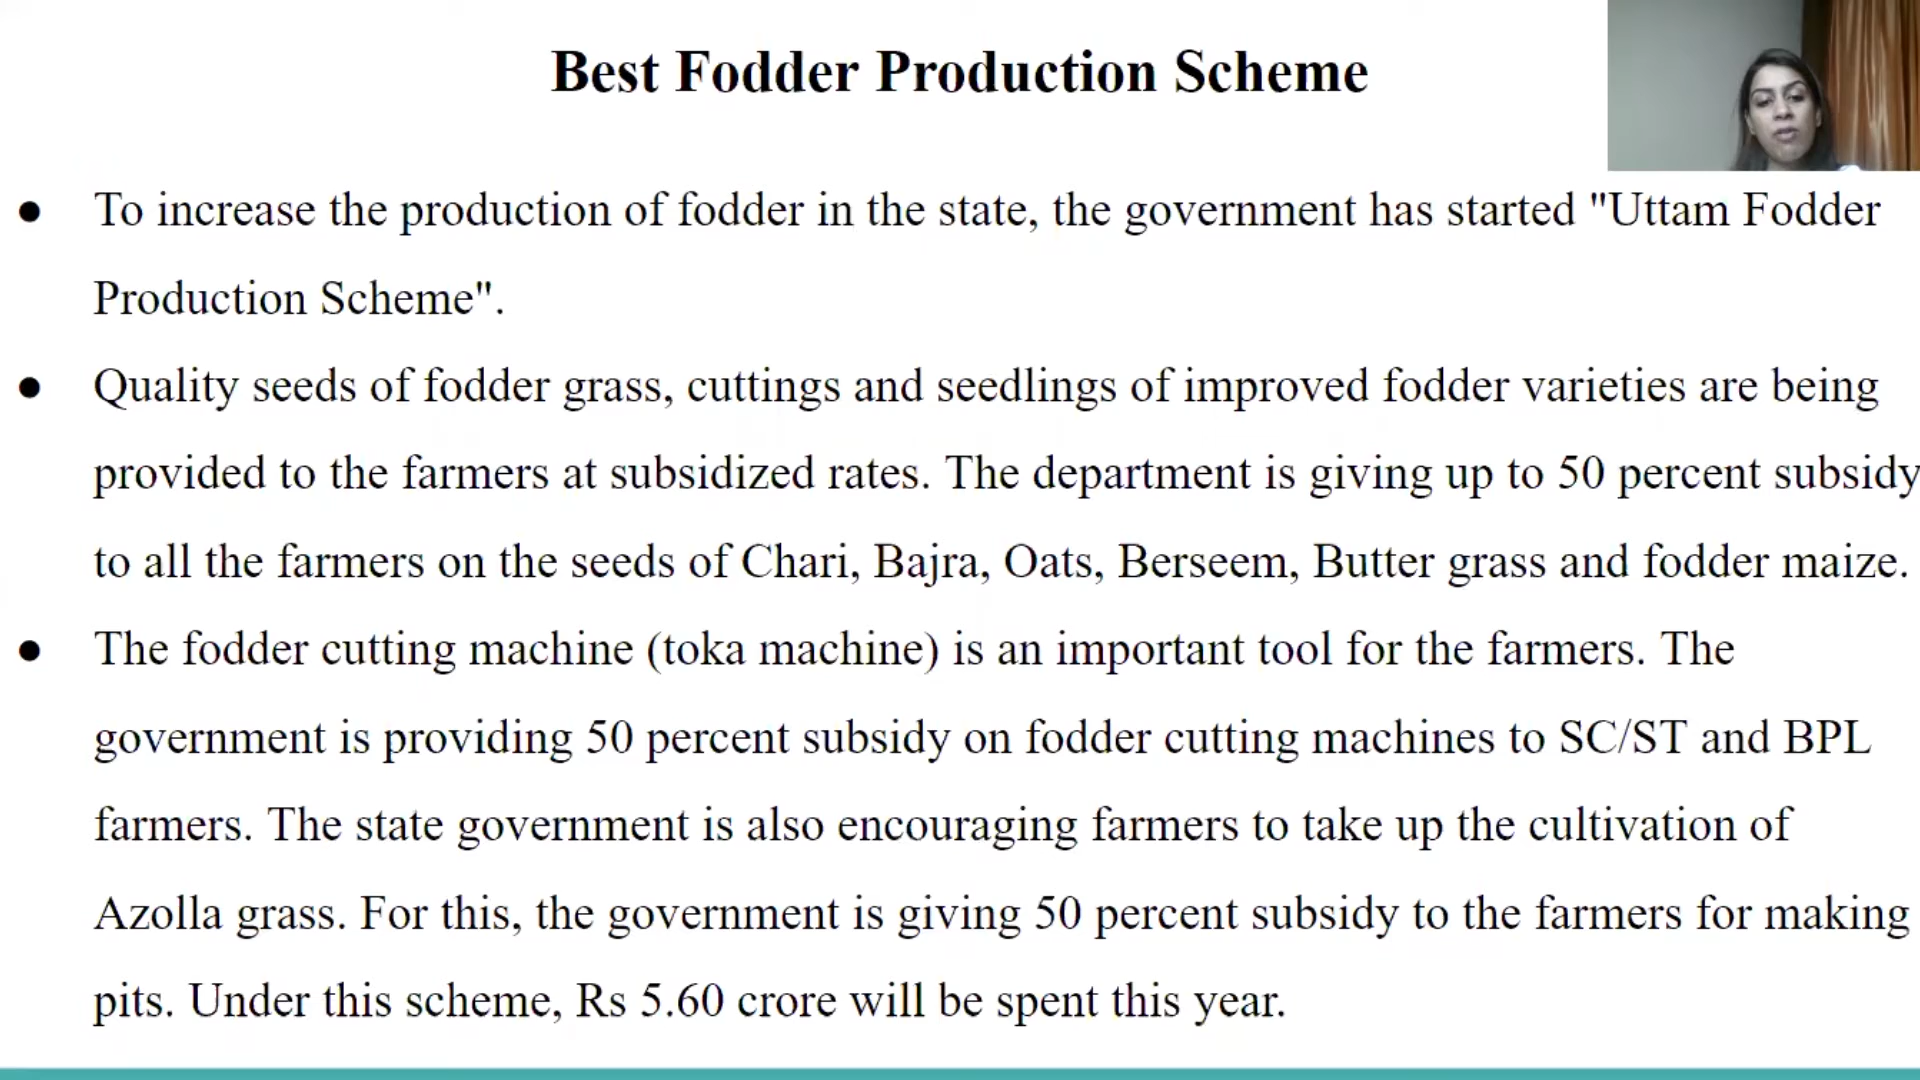 Best Fodder Production Scheme
● To increase the production of fodder in the state, the government has started "Uttam Fodder
Production Scheme".
● Quality seeds of fodder grass, cuttings and seedlings of improved fodder varieties are being
provided to the farmers at subsidized rates. The department is giving up to 50 percent subsidy
to all the farmers on the seeds of Chari, Bajra, Oats, Berseem, Butter grass and fodder maize.
● The fodder cutting machine (toka machine) is an important tool for the farmers. The
government is providing 50 percent subsidy on fodder cutting machines to SC/ST and BPL
farmers. The state government is also encouraging farmers to take up the cultivation of
Azolla grass. For this, the government is giving 50 percent subsidy to the farmers for making
pits. Under this scheme, Rs 5.60 crore will be spent this year.